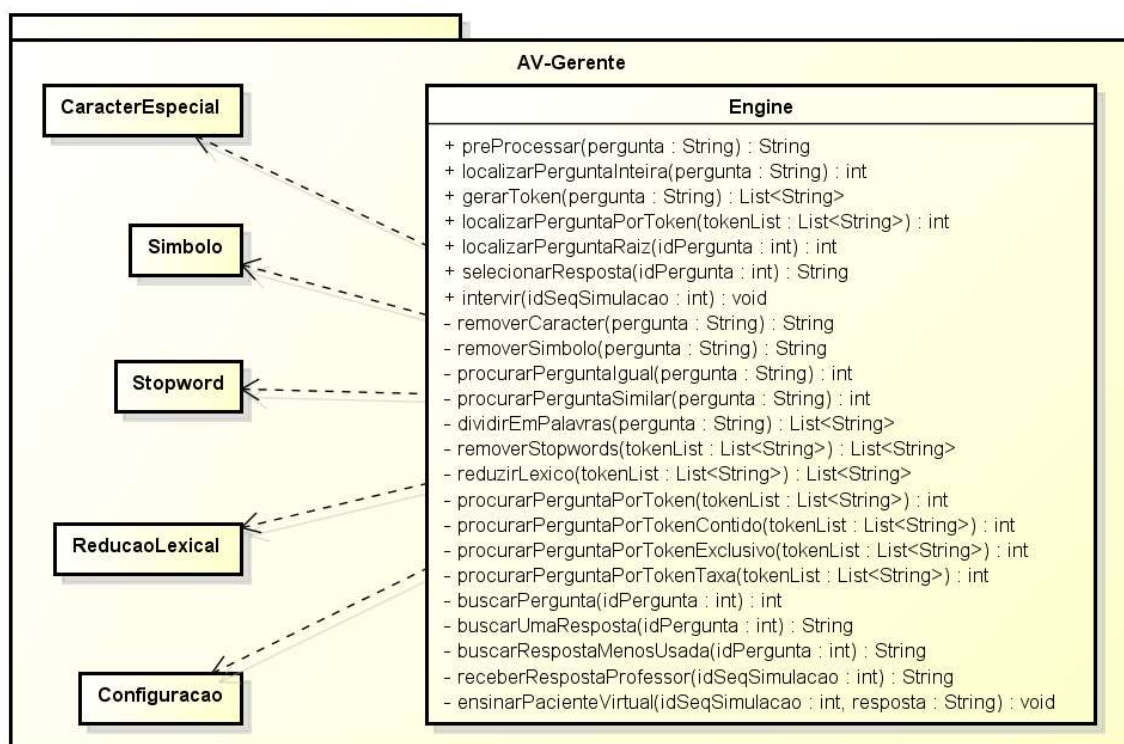 AV-Gerente
CaracterEspecial
Simbolo
Stopword
ReducaoLexical
Configuracao
Engine
+ preProcessar(pergunta : String) : String
+ localizarPerguntaInteira(pergunta : String) : int
+ gerarToken(pergunta : String) : List<String>
+ localizarPerguntaPorToken(tokenList : List<String>) : int
+ localizarPerguntaRaiz(idPergunta : int) : int
+ selecionarResposta(idPergunta : int) : String
+ intervir(idSeqSimulacao : int) : void
- removerCaracter(pergunta : String) : String
- removerSimbolo(pergunta : String) : String
- procurarPerguntaIgual(pergunta : String) : int
- procurarPerguntaSimilar(pergunta : String) : int
- dividirEmPalavras(pergunta : String) : List<String>
- removerStopwords(tokenList : List<String>) : List<String>
- reduzirLexico(tokenList : List<String>) : List<String>
- procurarPerguntaPorToken(tokenList : List<String>) : int
- procurarPerguntaPorTokenContido(tokenList : List<String>) : int
- procurarPerguntaPorTokenExclusivo(tokenList : List<String>) : int
- procurarPerguntaPorTokenTaxa(tokenList : List<String>) : int
- buscarPergunta(idPergunta : int) : int
- buscarUmaResposta(idPergunta : int) : String
- buscarRespostaMenosUsada(idPergunta : int) : String
- receberRespostaProfessor(idSeqSimulacao : int) : String
- ensinarPacienteVirtual(idSeqSimulacao : int, resposta : String) : void